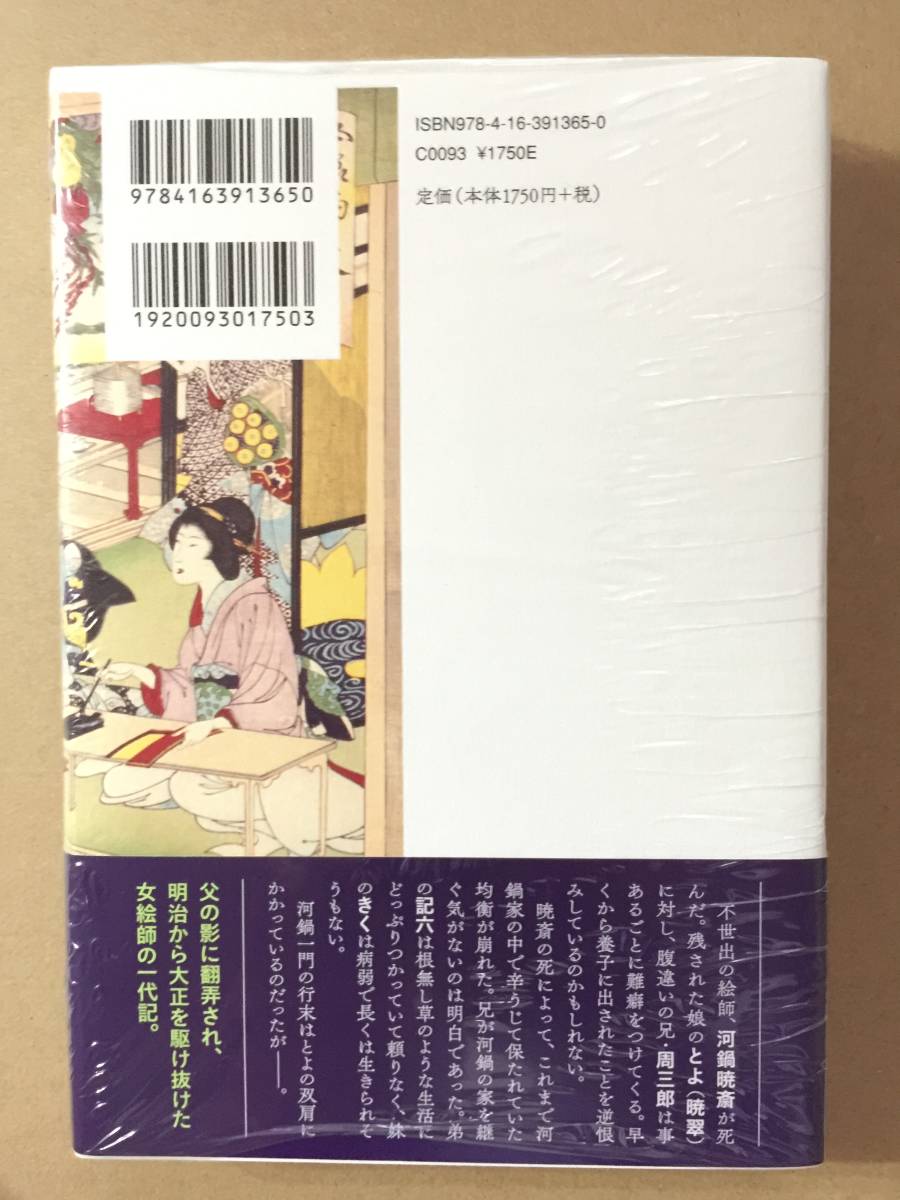 ISBN978-4-16-391365-0
C0093 ¥1750E
定価(本体1750円+税)
9784163913650
1920093017503
不世出の絵師、河鍋暁斎が死
んだ。残された娘のとよ(暁翠)
に対し、腹違いの兄・周三郎は事
あるごとに難癖をつけてくる。早
くから養子に出されたことを逆恨
みしているのかもしれない。
暁斎の死によって、これまで河
鍋家の中で辛うじて保たれていた
均衡が崩れた。兄が河鍋の家を継
ぐ気がないのは明白であった。弟
の記六は根無し草のような生活に
どっぷりつかっていて頼りなく、妹
のきくは病弱で長くは生きられそ
うもない。
河鍋一門の行末はとよの双肩に
かかっているのだったが――。
父の影に翻弄され、
明治から大正を駆け抜けた
女絵師の一代記。